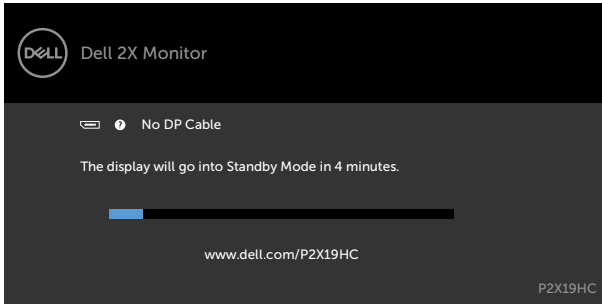 DELL
Dell 2X Monitor
? No DP Cable
The display will go into Standby Mode in 4 minutes.
www.dell.com/P2X19HC
P2X19HC